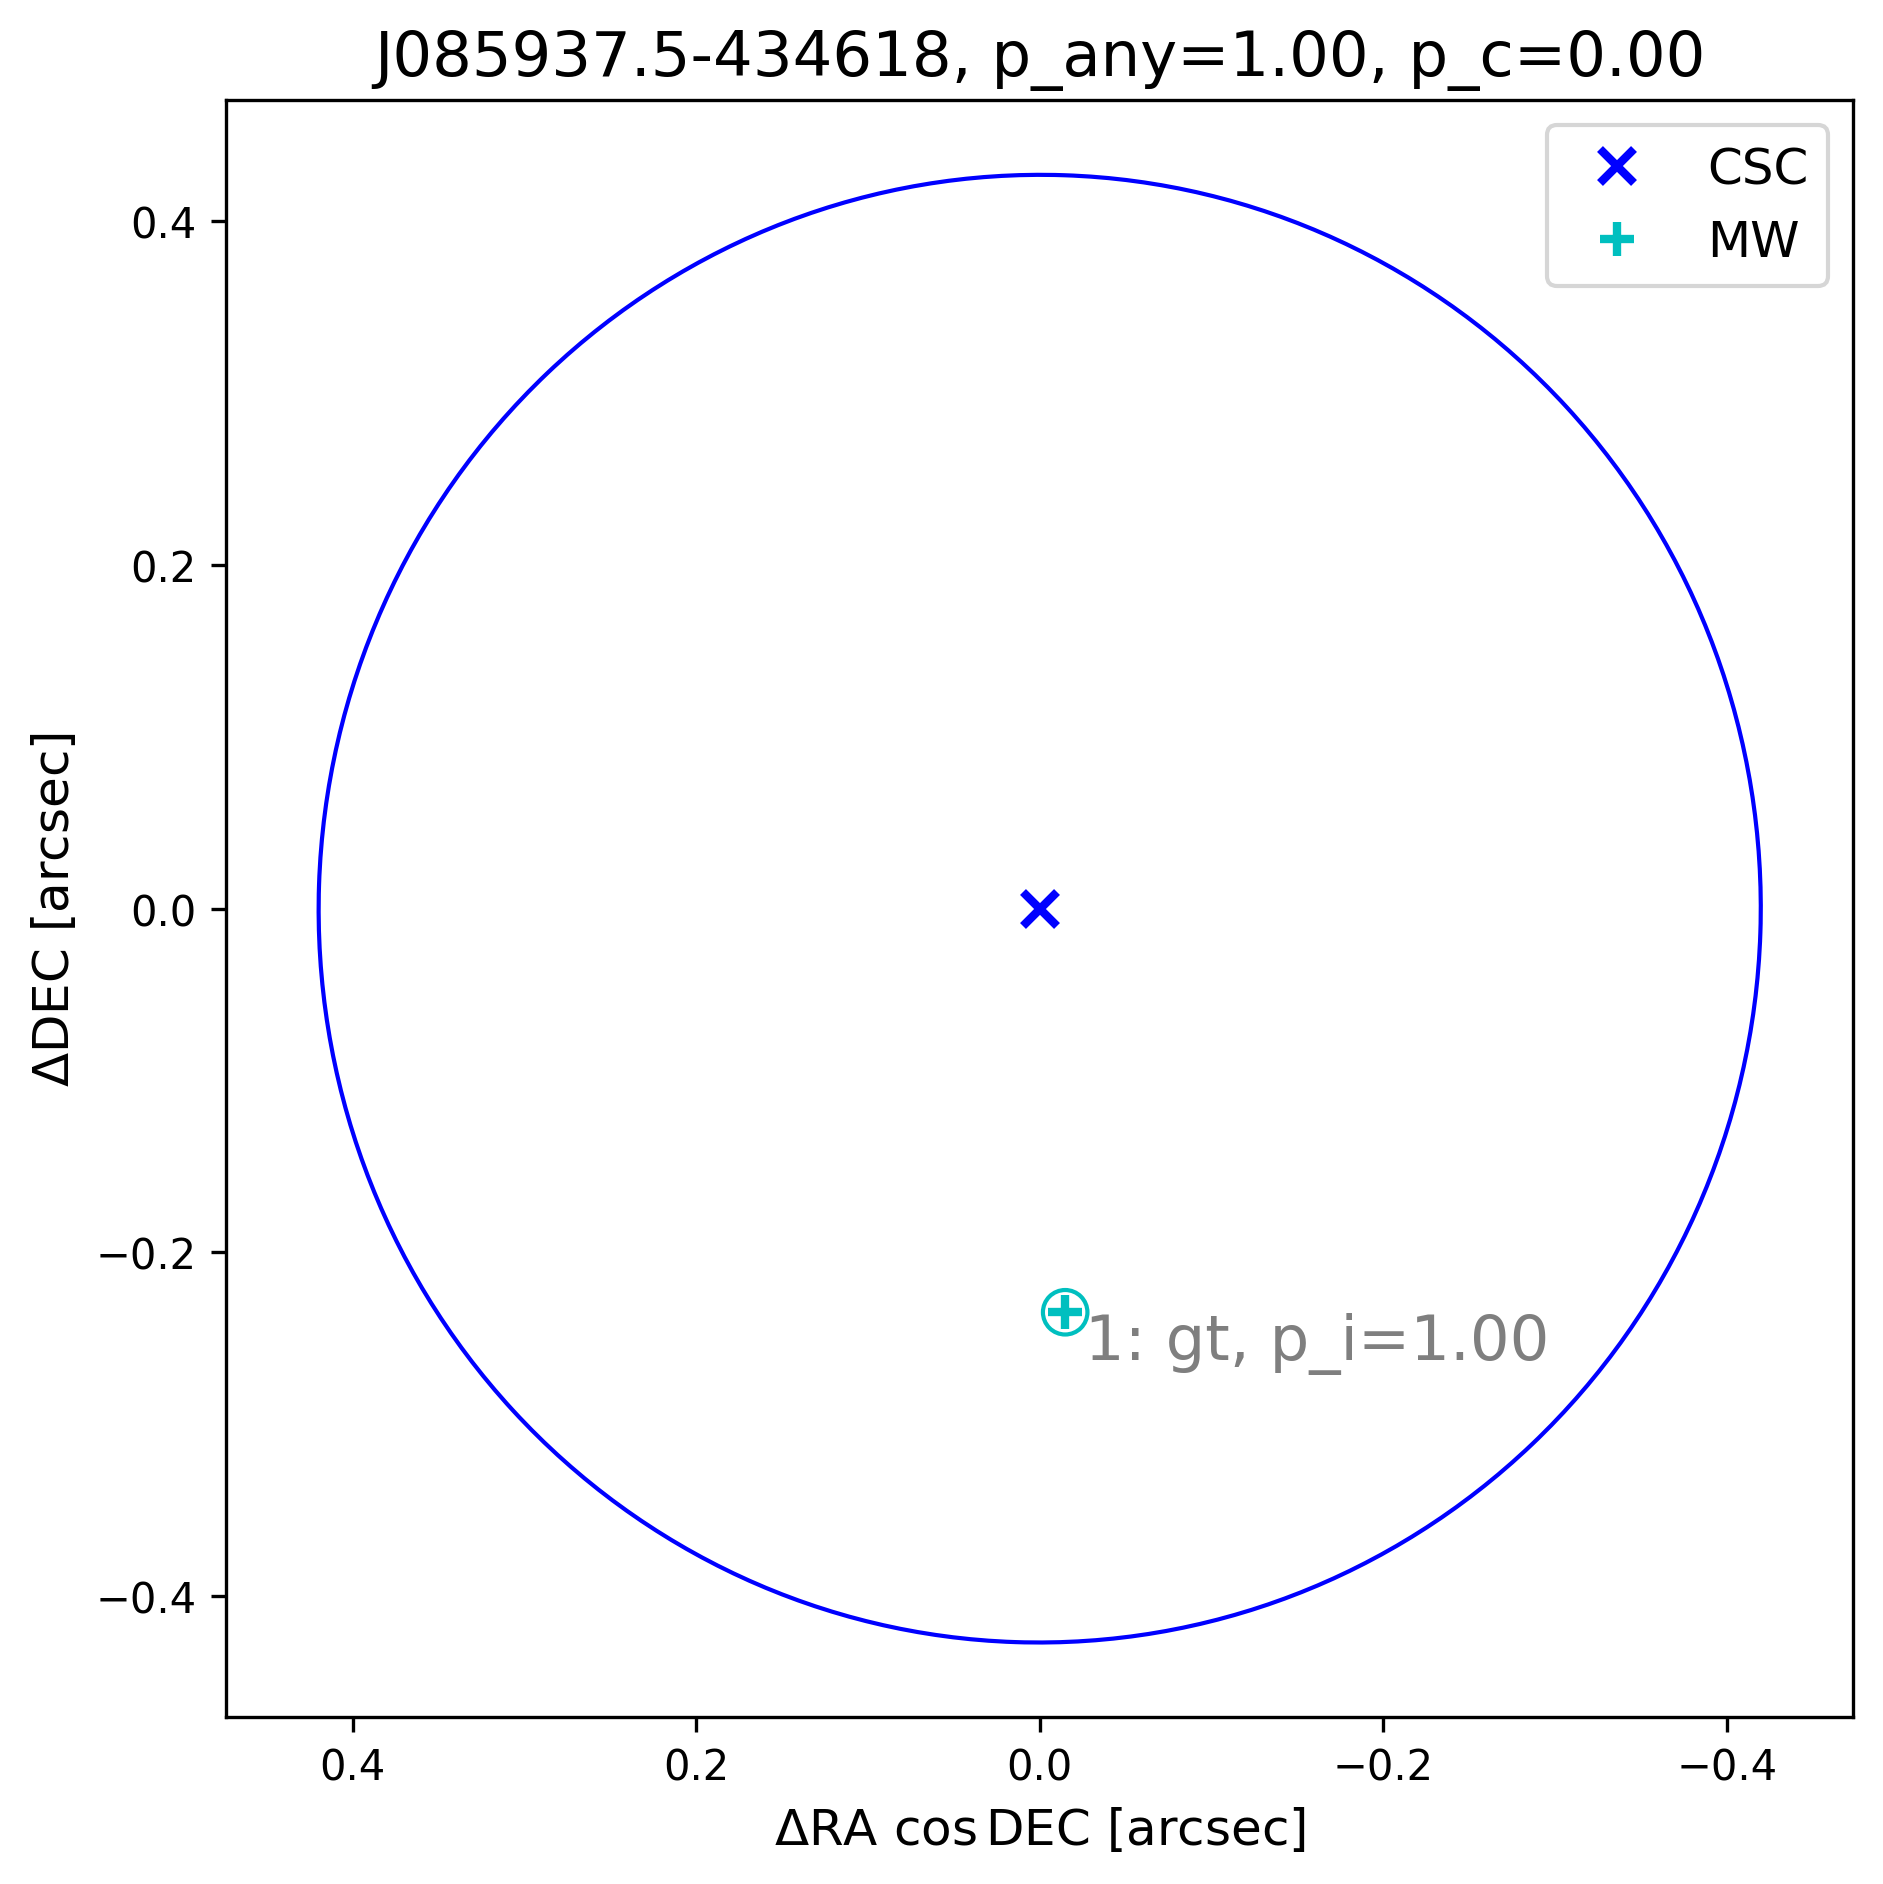 J085937.5-434618, p_any=1.00, p_c=0.00
CSC
MW
0.4
0.2
0.0
−0.2
−0.4
ΔDEC [arcsec]
1: gt, p_i=1.00
0.4 0.2 0.0 −0.2 −0.4
ΔRA cos DEC [arcsec]